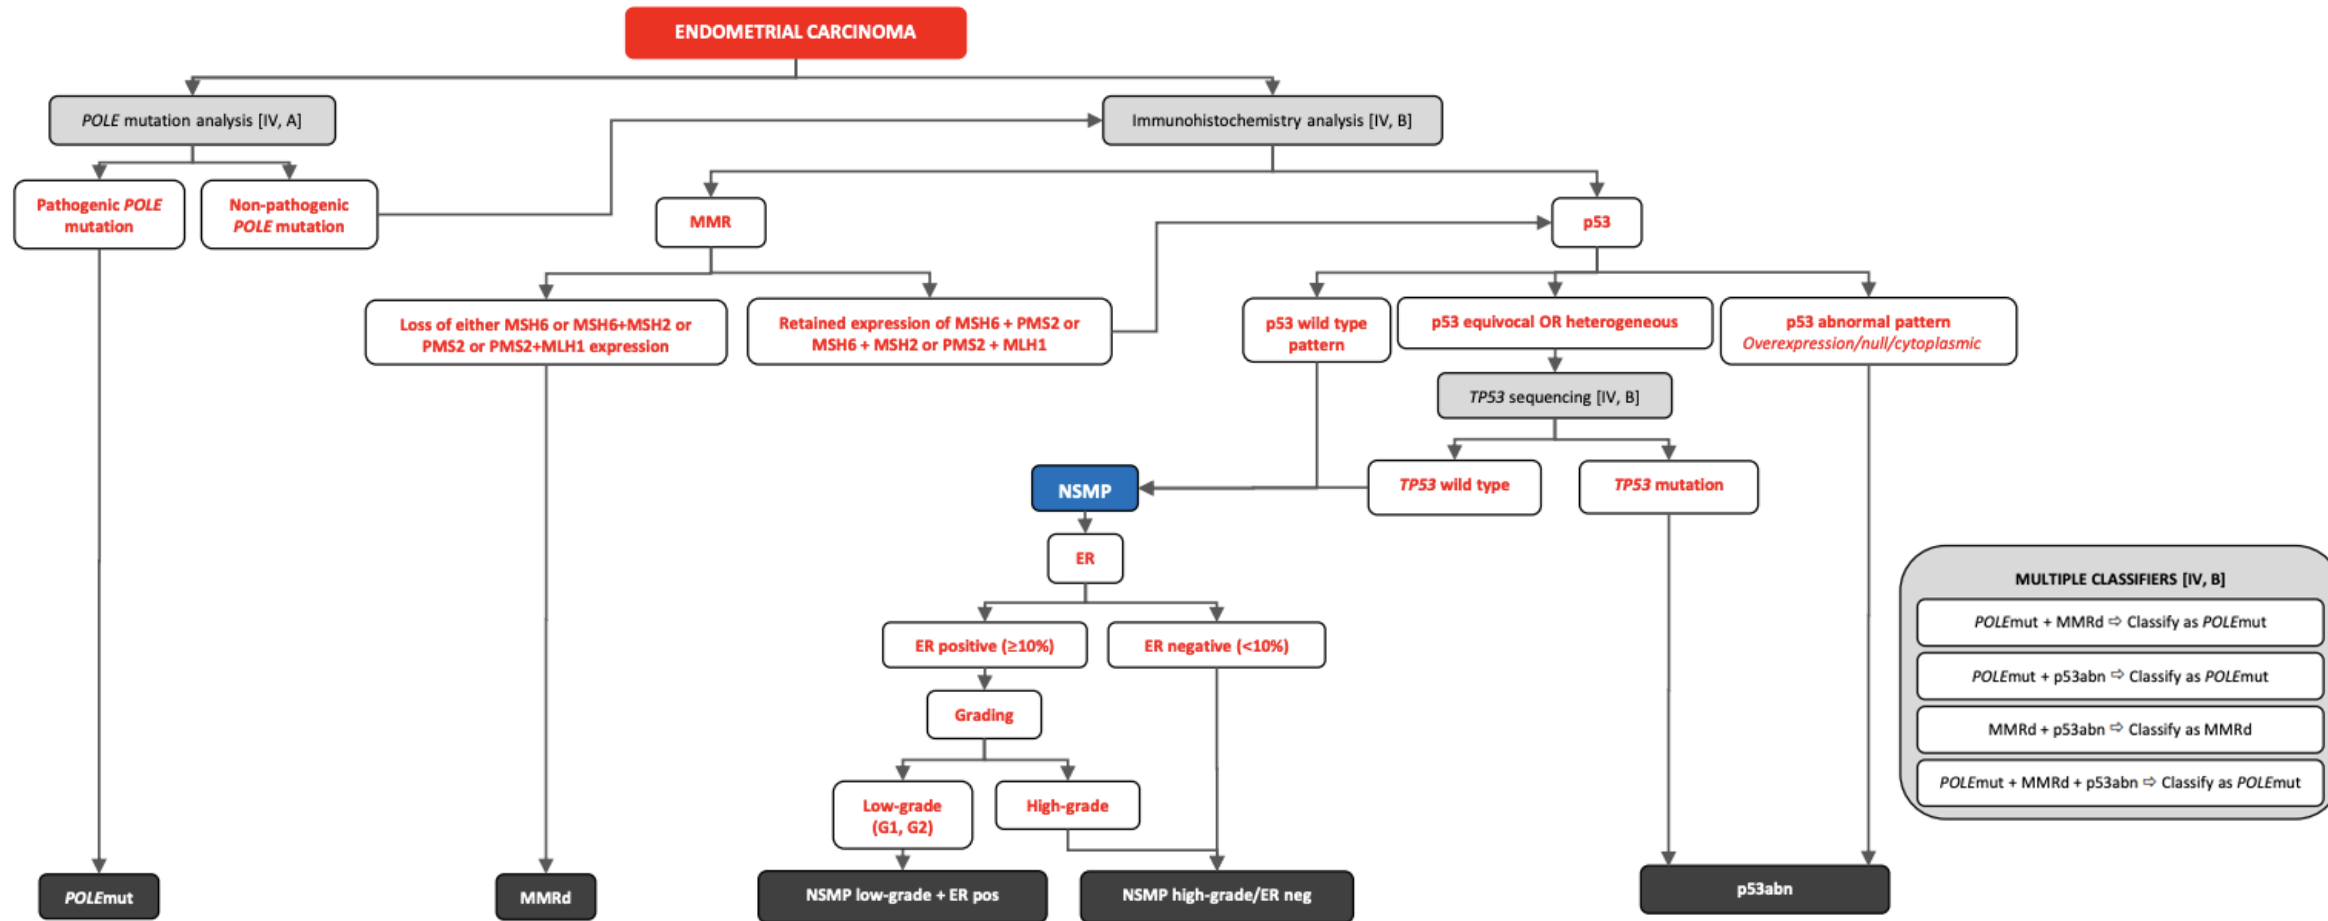 ENDOMETRIAL CARCINOMA
POLE mutation analysis [IV, A]
Immunohistochemistry analysis [IV, B]
Pathogenic POLE
mutation
Non-pathogenic
POLE mutation
MMR
p53
Loss of either MSH6 or MSH6+MSH2 or
PMS2 or PMS2+MLH1 expression
Retained expression of MSH6 + PMS2 or
MSH6 + MSH2 or PMS2 + MLH1
p53 wild type
pattern
p53 equivocal OR heterogeneous
p53 abnormal pattern
Overexpression/null/cytoplasmic
TP53 sequencing [IV, B]
NSMP
TP53 wild type
TP53 mutation
ER
ER positive (≥10%)
ER negative (<10%)
Grading
Low-grade
(G1, G2)
High-grade
MULTIPLE CLASSIFIERS [IV, B]
POLEmut + MMRd ⇨ Classify as POLEmut
POLEmut + p53abn ⇨ Classify as POLEmut
MMRd + p53abn ⇨ Classify as MMRd
POLEmut + MMRd + p53abn ⇨ Classify as POLEmut
POLEmut
MMRd
NSMP low-grade + ER pos
NSMP high-grade/ER neg
p53abn